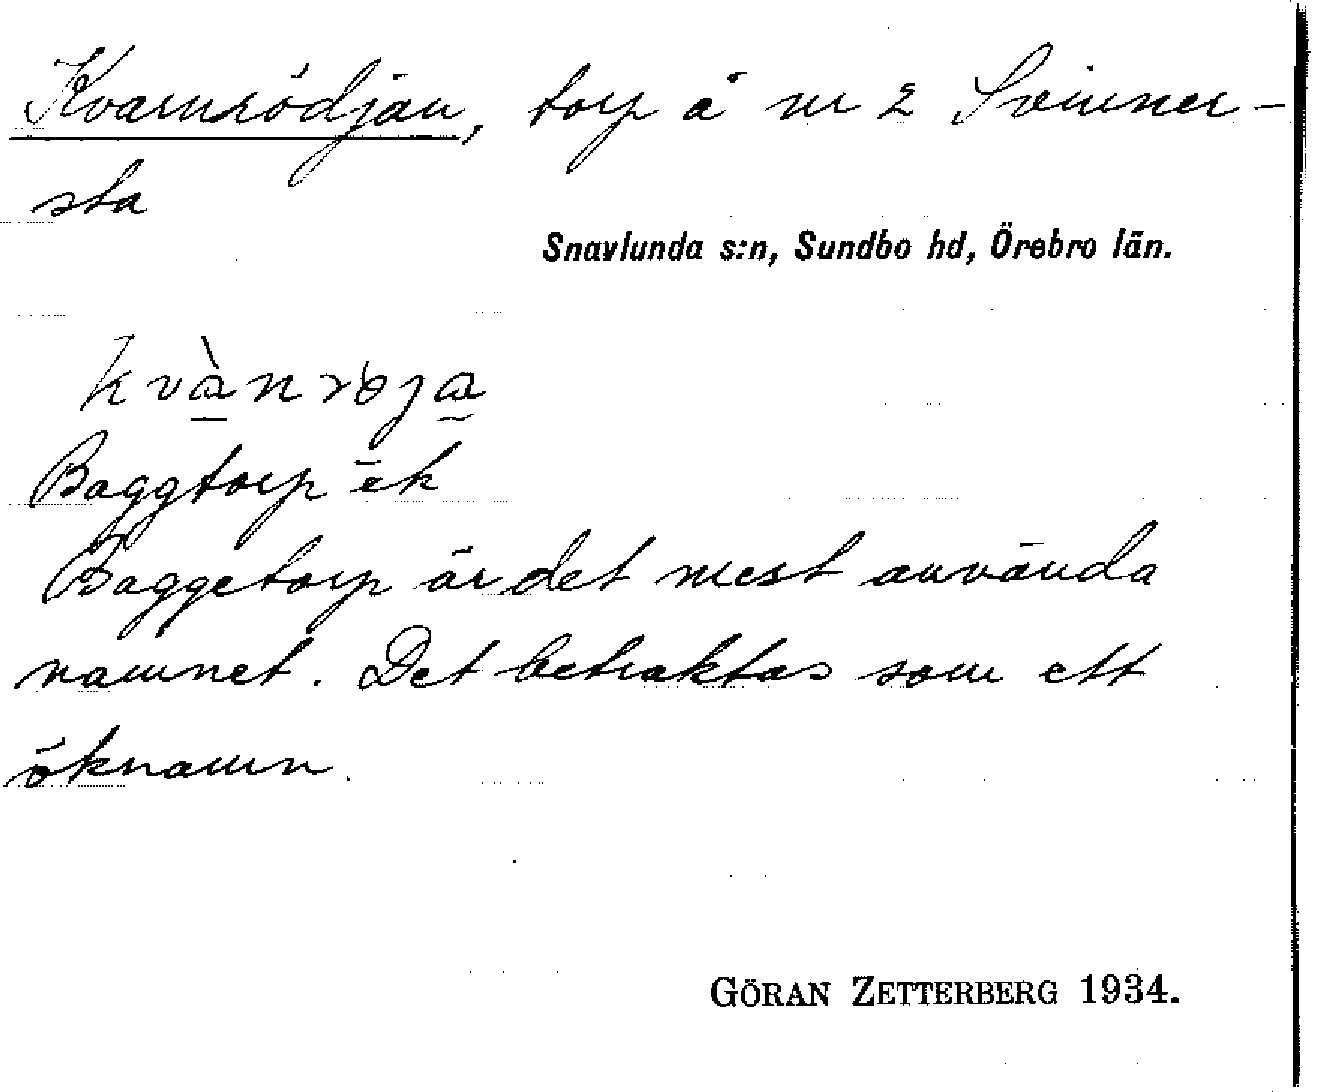 Kvarnrödjan, torp å nr 2 Svinner-
sta
Snavlunda s:n, Sundbo hd, Örebro län.
kvànrøja
Baggtorp ek
Baggetorp är det mest använda
namnet. Det betraktas som ett
öknamn.
GÖRAN ZETTERBERG 1934.